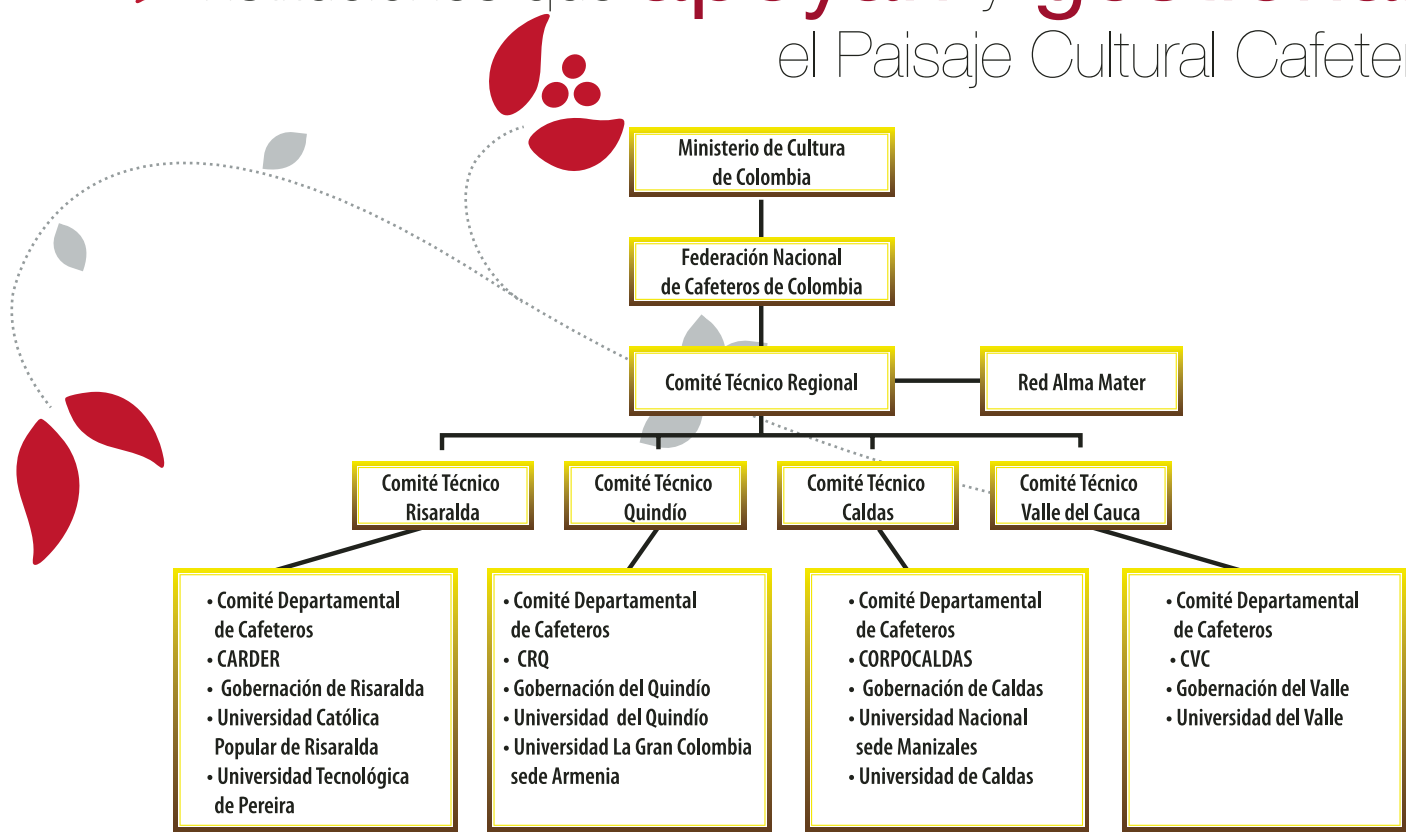 apoyan y
el Paisaje Cultural
Ministerio de Cultura
de Colombia
Federación Nacional
de Cafeteros de Colombia
Comité Técnico Regional
Red Alma Mater
Comité Técnico
Risaralda
Comité Técnico
Quindío
Comité Técnico
Caldas
Comité Técnico
Valle del Cauca
• Comité Departamental
de Cafeteros
• CARDER
• Gobernación de Risaralda
• Universidad Católica
Popular de Risaralda
• Universidad Tecnológica
de Pereira
• Comité Departamental
de Cafeteros
• CRQ
• Gobernación del Quindío
• Universidad del Quindío
• Universidad La Gran Colombia
sede Armenia
• Comité Departamental
de Cafeteros
• CORPOCALDAS
• Gobernación de Caldas
• Universidad Nacional
sede Manizales
• Universidad de Caldas
• Comité Departamental
de Cafeteros
• CVC
• Gobernación del Valle
• Universidad del Valle